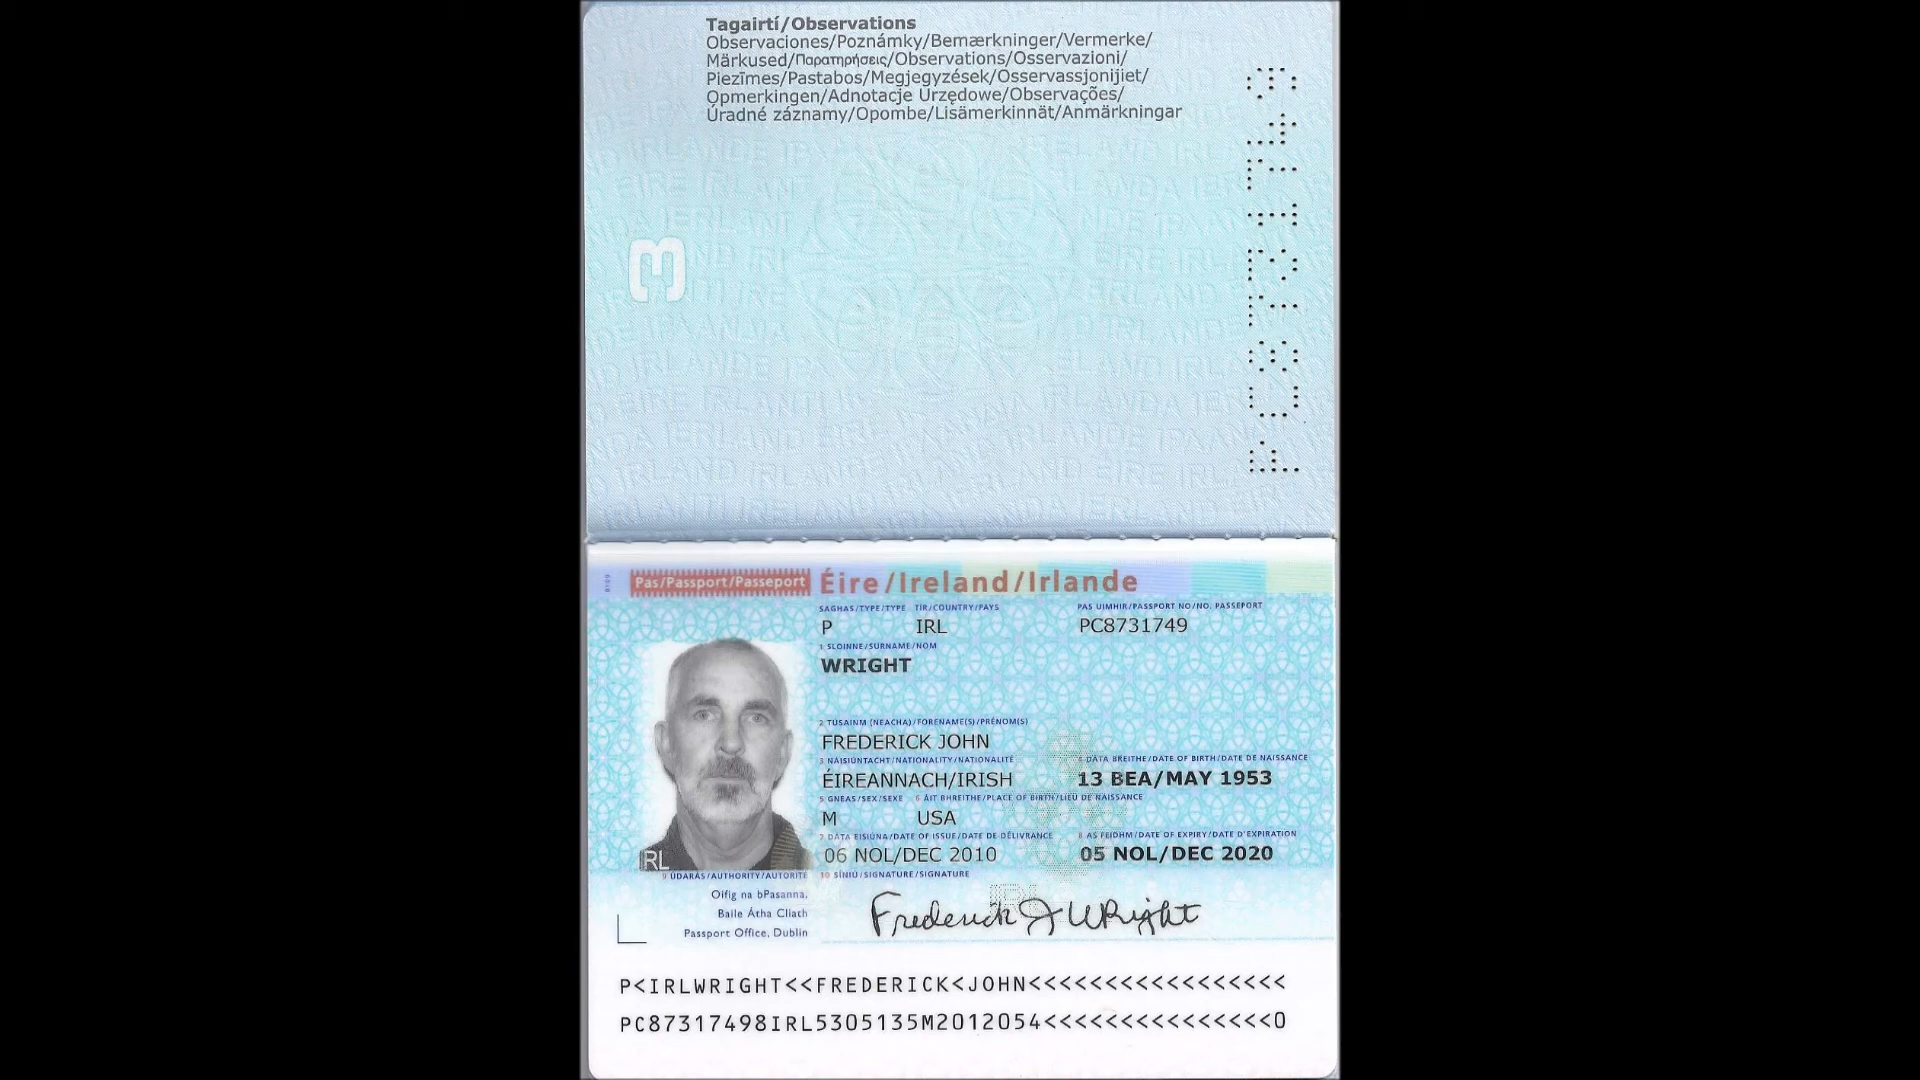 Tagairtí/Observations
Observaciones/Poznámky/Bemærkninger/Vermerke/
Märkused/Παρατηρήσεις/Observations/Osservazioni/
Piezīmes/Pastabos/Megjegyzések/Osservassjonijiet/
Opmerkingen/Adnotacje Urzędowe/Observações/
Úradné záznamy/Opombe/Lisämerkinnät/Anmärkningar
3
PC8731749
Pas/Passport/Passeport Éire/Ireland/Irlande
SAGHAS/TYPE/TYPE TÍR/COUNTRY/PAYS PAS UIMHIR/PASSPORT NO/NO. PASSEPORT
P IRL PC8731749
1 SLOINNE/SURNAME/NOM
WRIGHT
2 TÚSAINM (NEACHA)/FORENAME(S)/PRÉNOM(S)
FREDERICK JOHN
3 NÁISIÚNTACHT/NATIONALITY/NATIONALITÉ 4 DÁTA BREITHE/DATE OF BIRTH/DATE DE NAISSANCE
ÉIREANNACH/IRISH 13 BEA/MAY 1953
5 GNÉAS/SEX/SEXE 6 ÁIT BHREITHE/PLACE OF BIRTH/LIEU DE NAISSANCE
M USA
7 DÁTA EISIÚNA/DATE OF ISSUE/DATE DE DÉLIVRANCE 8 AS FEIDHM/DATE OF EXPIRY/DATE D'EXPIRATION
06 NOL/DEC 2010 05 NOL/DEC 2020
IRL
9 ÚDARÁS/AUTHORITY/AUTORITÉ 10 SÍNIÚ/SIGNATURE/SIGNATURE
Oifig na bPasanna,
Baile Átha Cliath
Passport Office, Dublin
Frederick J Wright
P<IRLWRIGHT<<FREDERICK<JOHN<<<<<<<<<<<<<<<<<
PC87317498IRL5305135M2012054<<<<<<<<<<<<<<<0